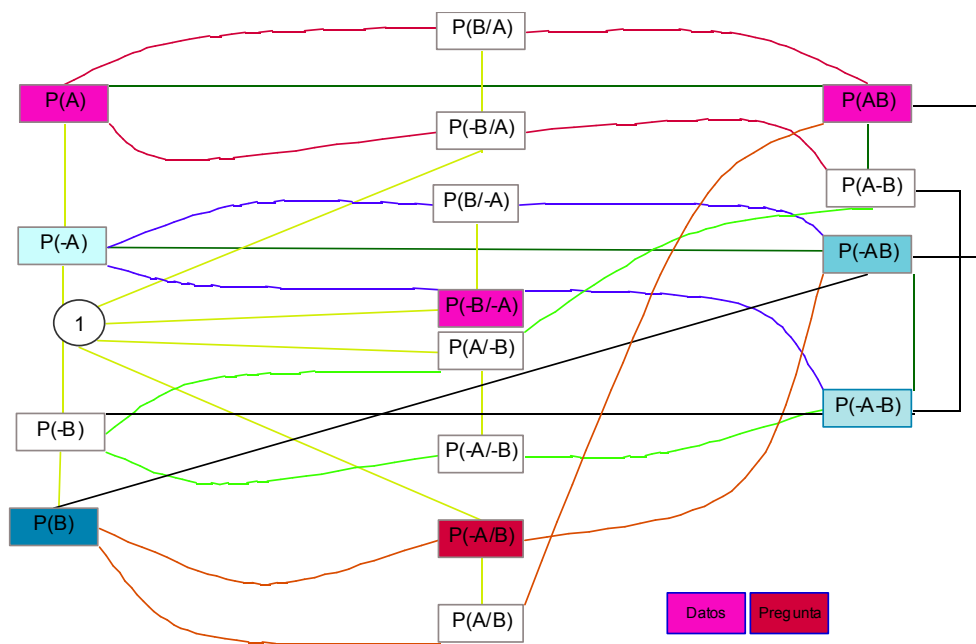 P(B/A)
P(A)
P(AB)
P(-B/A)
P(A-B)
P(B/-A)
P(-A)
P(-AB)
P(-B/-A)
1
P(A/-B)
P(-A-B)
P(-B)
P(-A/-B)
P(B)
P(-A/B)
P(A/B)
Datos
Pregunta